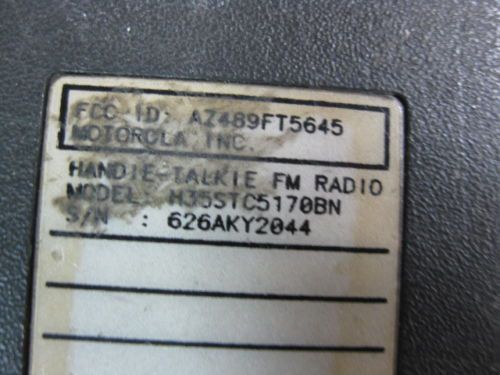 FCC ID: AZ489FT5645
MOTOROLA INC.
HANDIE-TALKIE FM RADIO
MODEL: H35STC5170BN
S/N : 626AKY2044